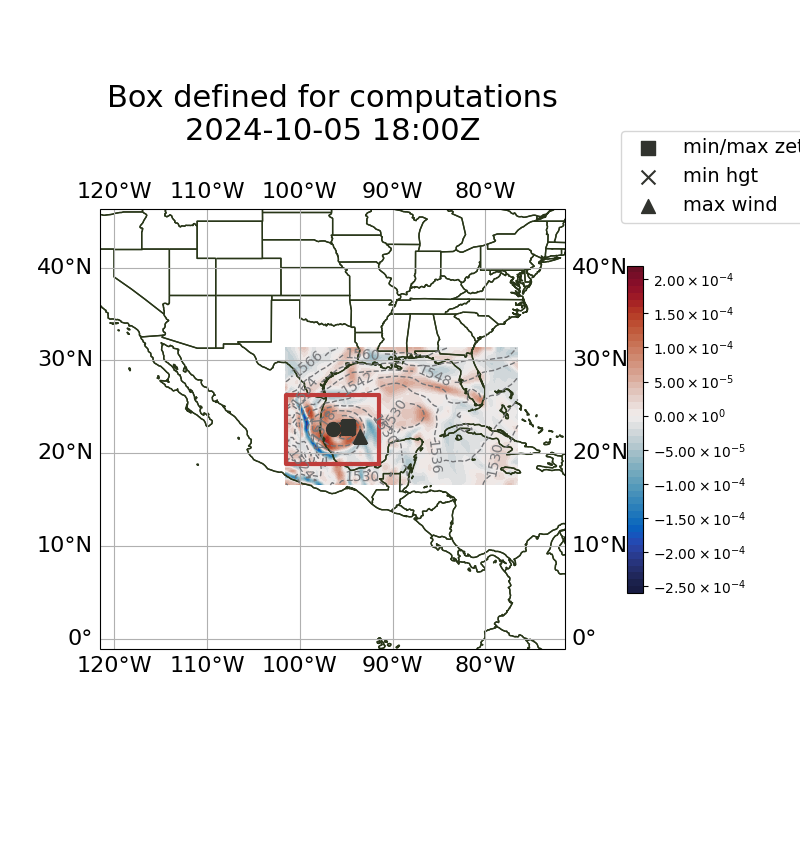 Box defined for computations
2024-10-05 18:00Z
min/max zet
min hgt
max wind
120°W 110°W 100°W 90°W 80°W
40°N 40°N
30°N 30°N
20°N 20°N
10°N 10°N
0° 0°
120°W 110°W 100°W 90°W 80°W
1566
1560
1548
1542
1530
1536
1530
1530
2.00 × 10⁻⁴
1.50 × 10⁻⁴
1.00 × 10⁻⁴
5.00 × 10⁻⁵
0.00 × 10⁰
−5.00 × 10⁻⁵
−1.00 × 10⁻⁴
−1.50 × 10⁻⁴
−2.00 × 10⁻⁴
−2.50 × 10⁻⁴